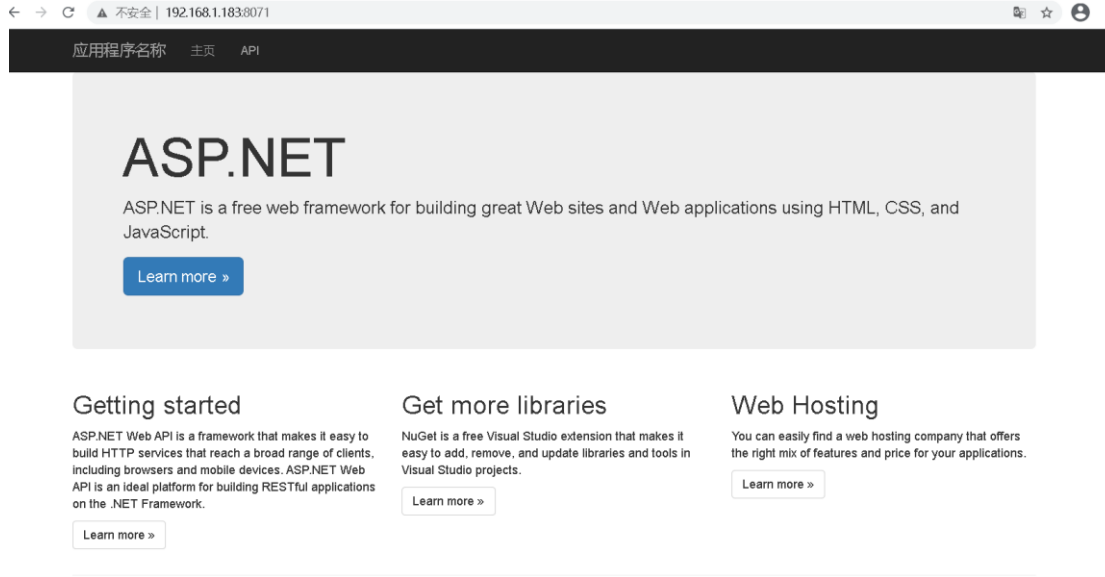 不安全 | 192.168.1.183:8071
应用程序名称 主页 API
ASP.NET
ASP.NET is a free web framework for building great Web sites and Web applications using HTML, CSS, and
JavaScript.
Learn more »
Getting started
ASP.NET Web API is a framework that makes it easy to
build HTTP services that reach a broad range of clients,
including browsers and mobile devices. ASP.NET Web
API is an ideal platform for building RESTful applications
on the .NET Framework.
Learn more »
Get more libraries
NuGet is a free Visual Studio extension that makes it
easy to add, remove, and update libraries and tools in
Visual Studio projects.
Learn more »
Web Hosting
You can easily find a web hosting company that offers
the right mix of features and price for your applications.
Learn more »